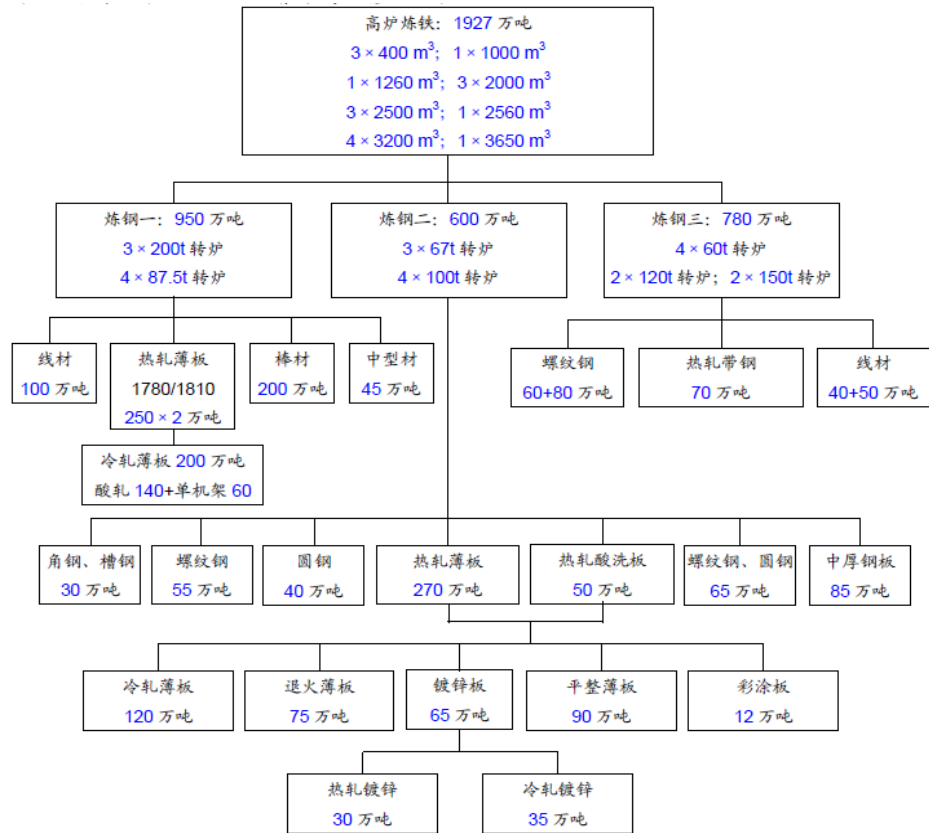 高炉炼铁：1927 万吨
3 × 400 m³； 1 × 1000 m³
1 × 1260 m³； 3 × 2000 m³
3 × 2500 m³； 1 × 2560 m³
4 × 3200 m³； 1 × 3650 m³
炼钢一：950 万吨
3 × 200t 转炉
4 × 87.5t 转炉
炼钢二：600 万吨
3 × 67t 转炉
4 × 100t 转炉
炼钢三：780 万吨
4 × 60t 转炉
2 × 120t 转炉； 2 × 150t 转炉
线材
100 万吨
热轧薄板
1780/1810
250 × 2 万吨
棒材
200 万吨
中型材
45 万吨
螺纹钢
60+80 万吨
热轧带钢
70 万吨
线材
40+50 万吨
冷轧薄板 200 万吨
酸轧 140+单机架 60
角钢、槽钢
30 万吨
螺纹钢
55 万吨
圆钢
40 万吨
热轧薄板
270 万吨
热轧酸洗板
50 万吨
螺纹钢、圆钢
65 万吨
中厚钢板
85 万吨
冷轧薄板
120 万吨
退火薄板
75 万吨
镀锌板
65 万吨
平整薄板
90 万吨
彩涂板
12 万吨
热轧镀锌
30 万吨
冷轧镀锌
35 万吨